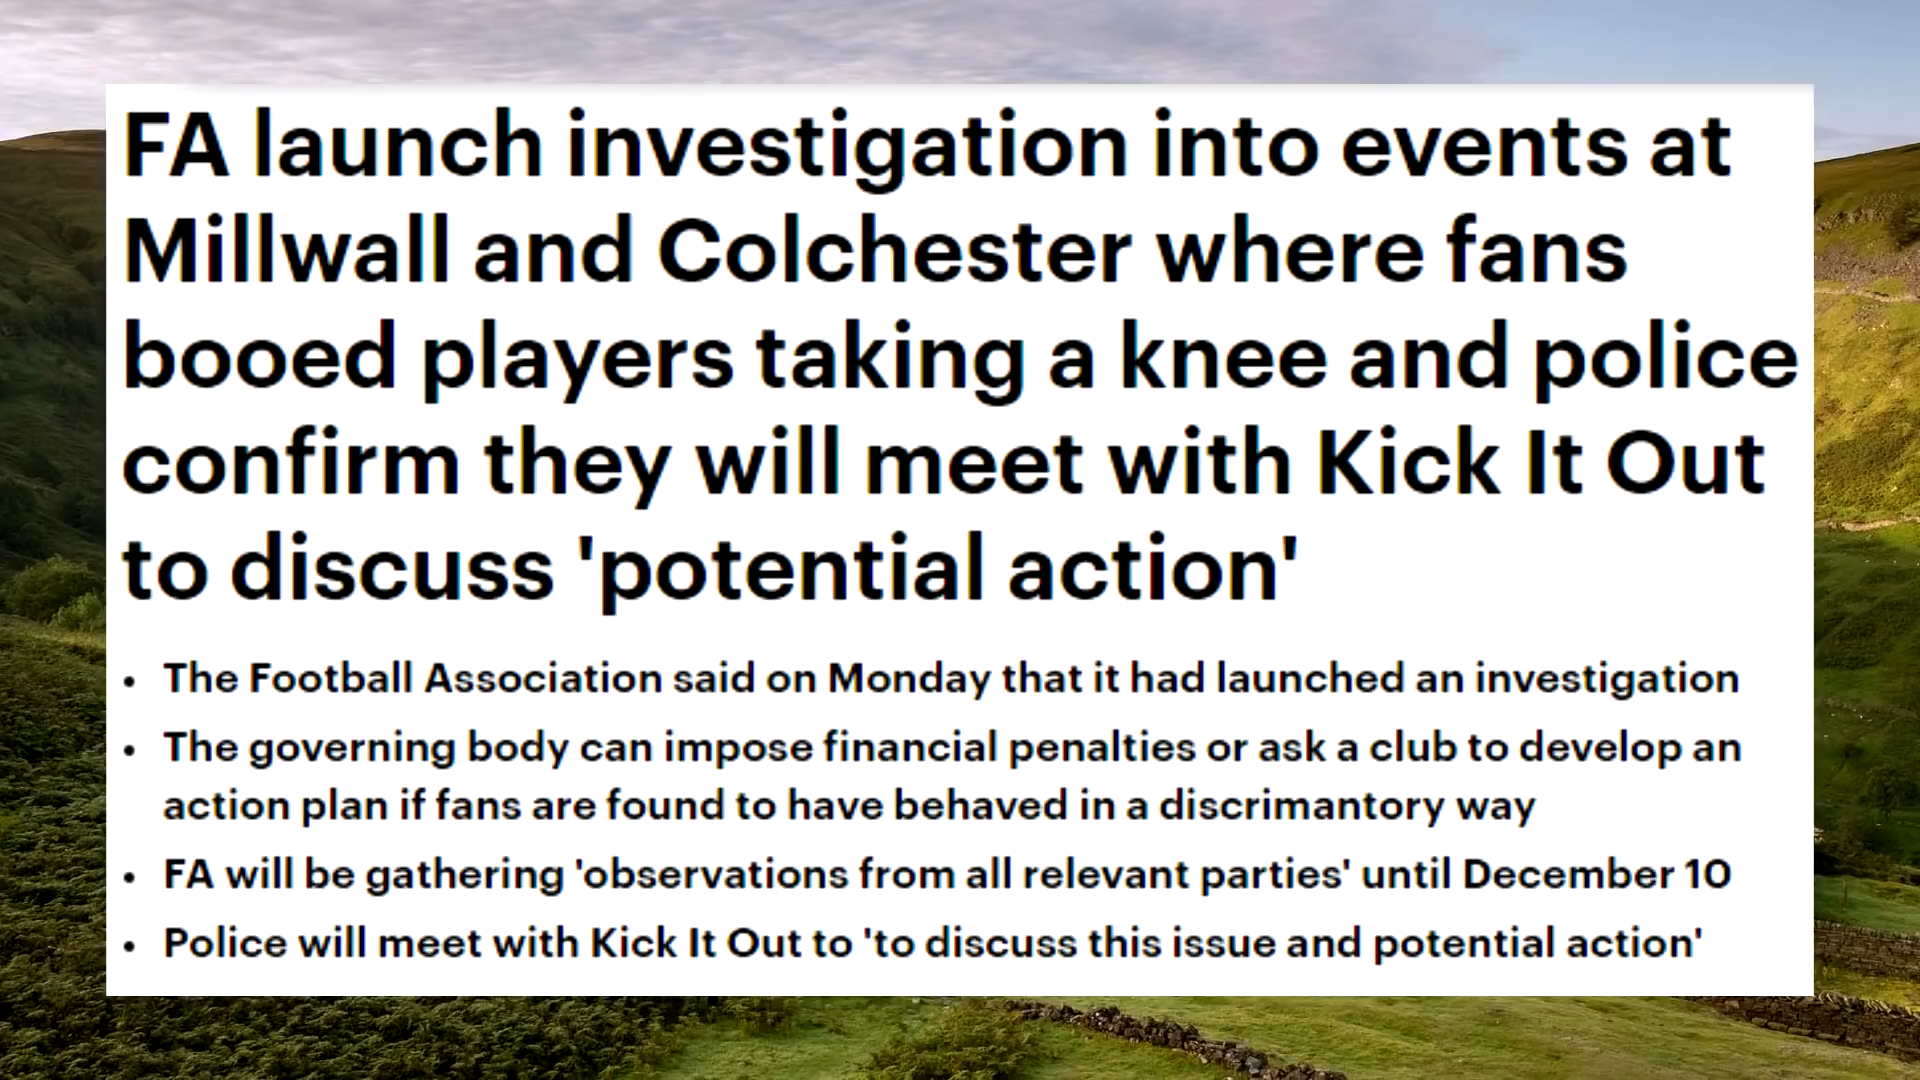 FA launch investigation into events at
Millwall and Colchester where fans
booed players taking a knee and police
confirm they will meet with Kick It Out
to discuss 'potential action'
• The Football Association said on Monday that it had launched an investigation
• The governing body can impose financial penalties or ask a club to develop an
action plan if fans are found to have behaved in a discrimantory way
• FA will be gathering 'observations from all relevant parties' until December 10
• Police will meet with Kick It Out to 'to discuss this issue and potential action'